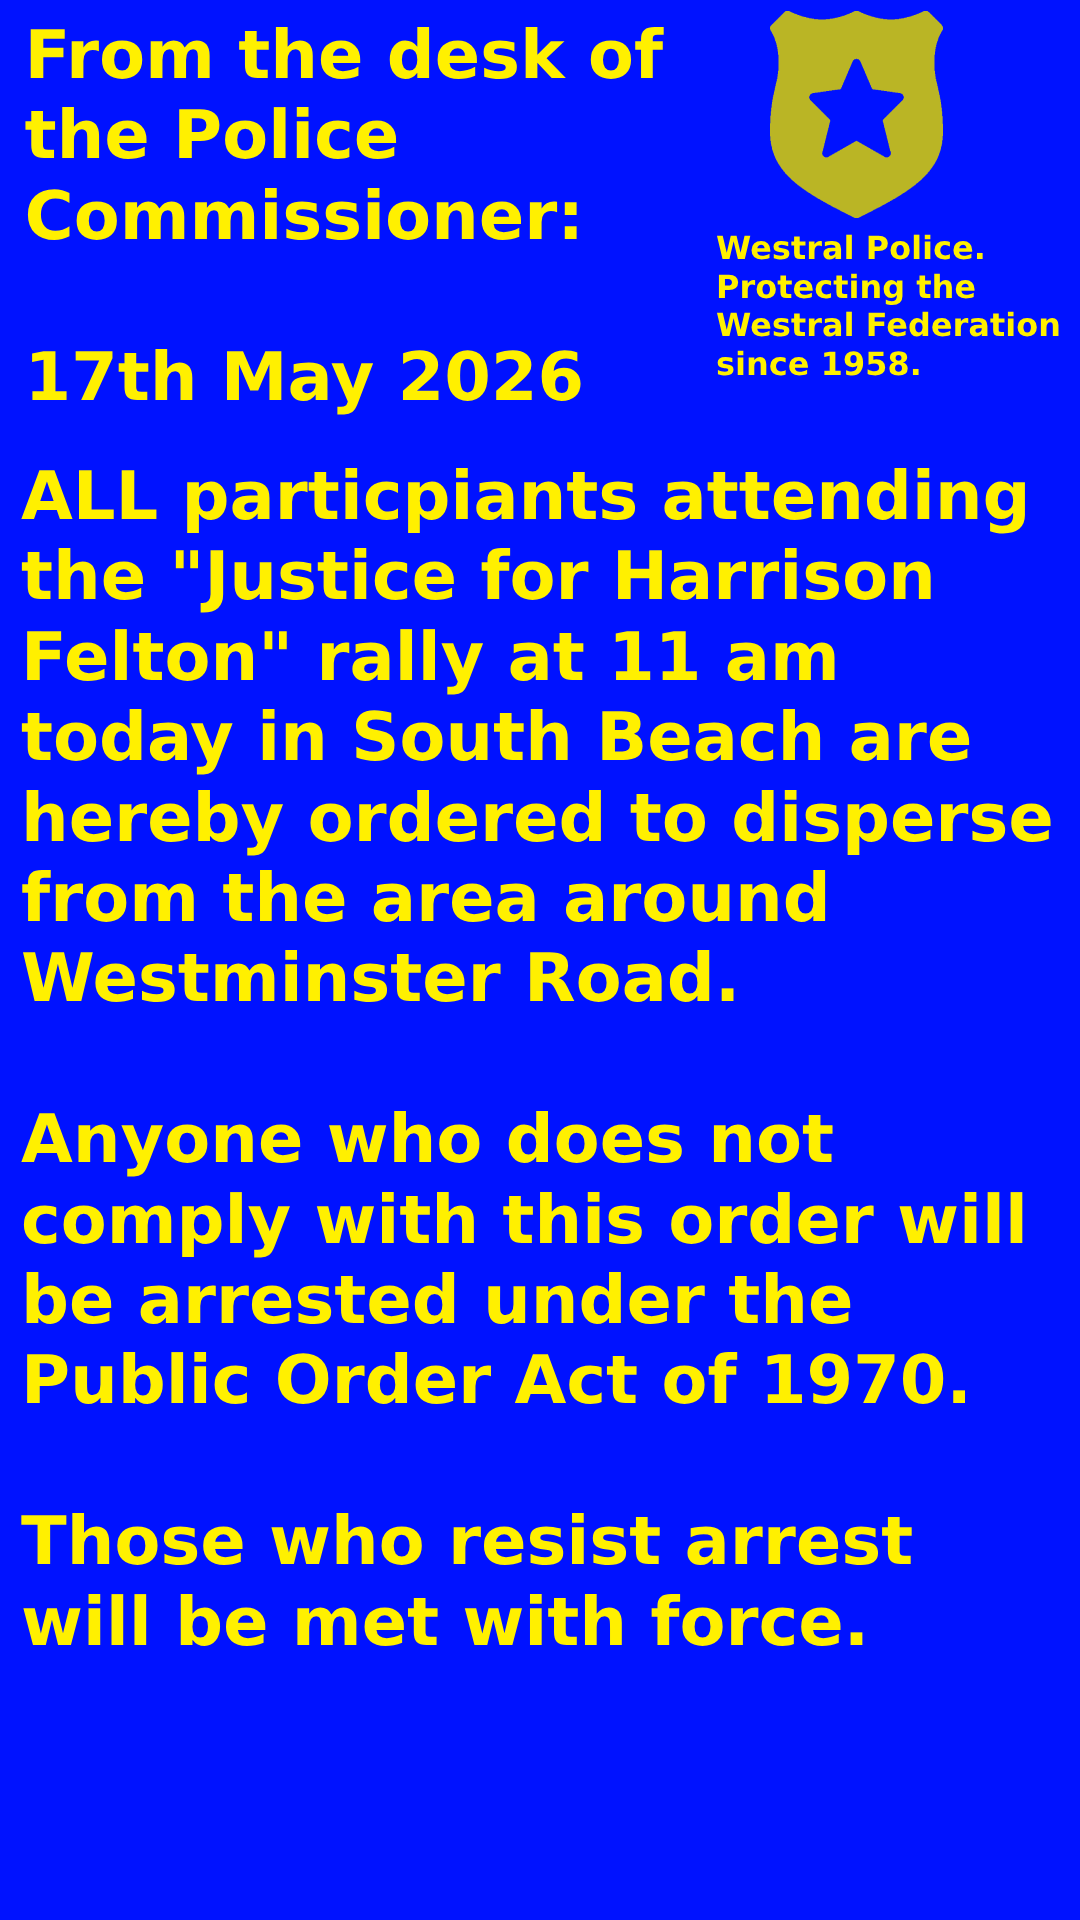 From the desk of
the Police
Commissioner:
17th May 2026
Westral Police.
Protecting the
Westral Federation
since 1958.
ALL particpiants attending
the "Justice for Harrison
Felton" rally at 11 am
today in South Beach are
hereby ordered to disperse
from the area around
Westminster Road.
Anyone who does not
comply with this order will
be arrested under the
Public Order Act of 1970.
Those who resist arrest
will be met with force.